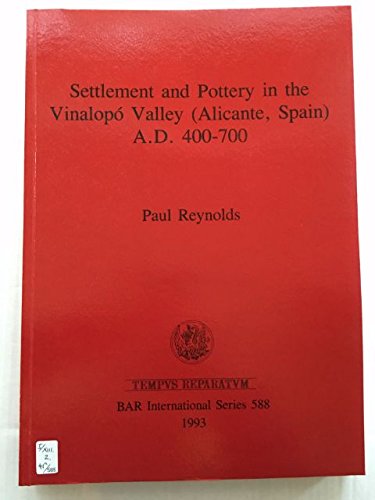 Settlement and Pottery in the
Vinalopó Valley (Alicante, Spain)
A.D. 400-700
Paul Reynolds
TEMPVS REPARATVM
BAR International Series 588
1993
2.